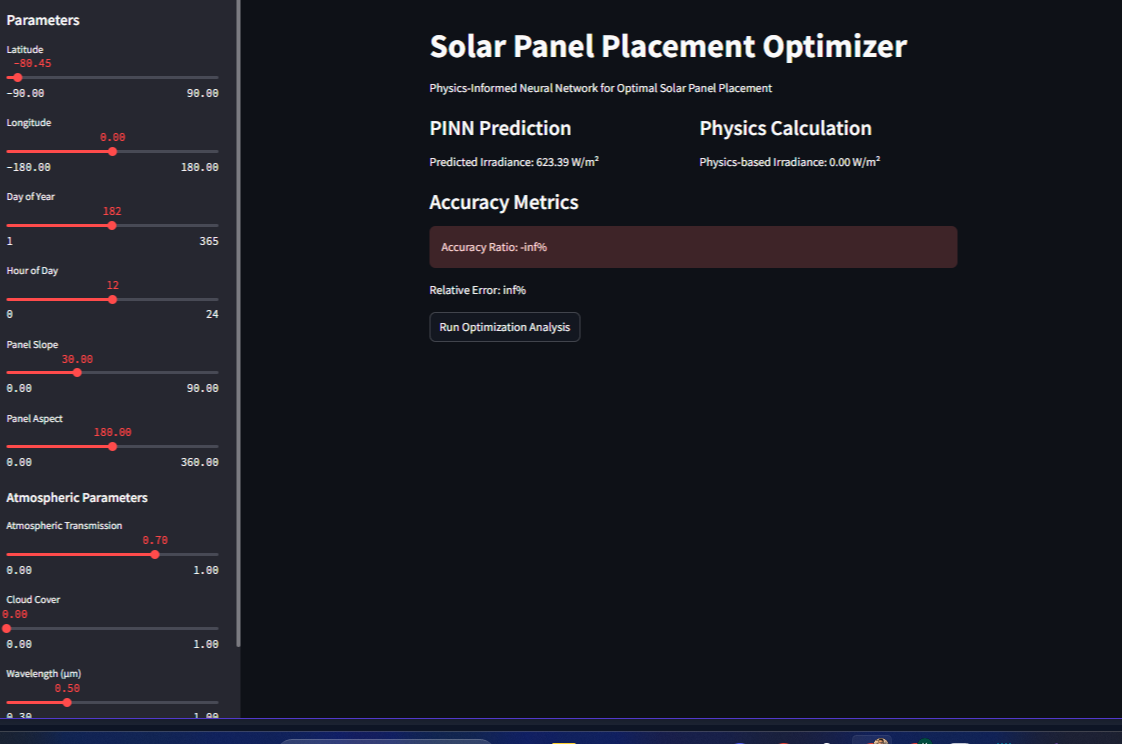 Parameters
Latitude
-80.45
-90.00 90.00
Longitude
0.00
-180.00 180.00
Day of Year
182
1 365
Hour of Day
12
0 24
Panel Slope
30.00
0.00 90.00
Panel Aspect
180.00
0.00 360.00
Atmospheric Parameters
Atmospheric Transmission
0.70
0.00 1.00
Cloud Cover
0.00
0.00 1.00
Wavelength (μm)
0.50
0.30 1.00
Solar Panel Placement Optimizer
Physics-Informed Neural Network for Optimal Solar Panel Placement
PINN Prediction
Predicted Irradiance: 623.39 W/m²
Physics Calculation
Physics-based Irradiance: 0.00 W/m²
Accuracy Metrics
Accuracy Ratio: -inf%
Relative Error: inf%
Run Optimization Analysis